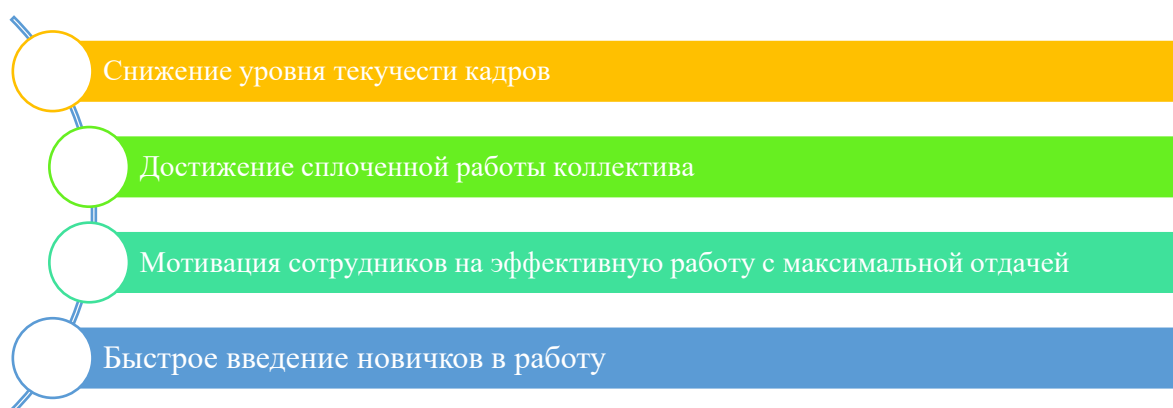 Снижение уровня текучести кадров
Достижение сплоченной работы коллектива
Мотивация сотрудников на эффективную работу с максимальной отдачей
Быстрое введение новичков в работу